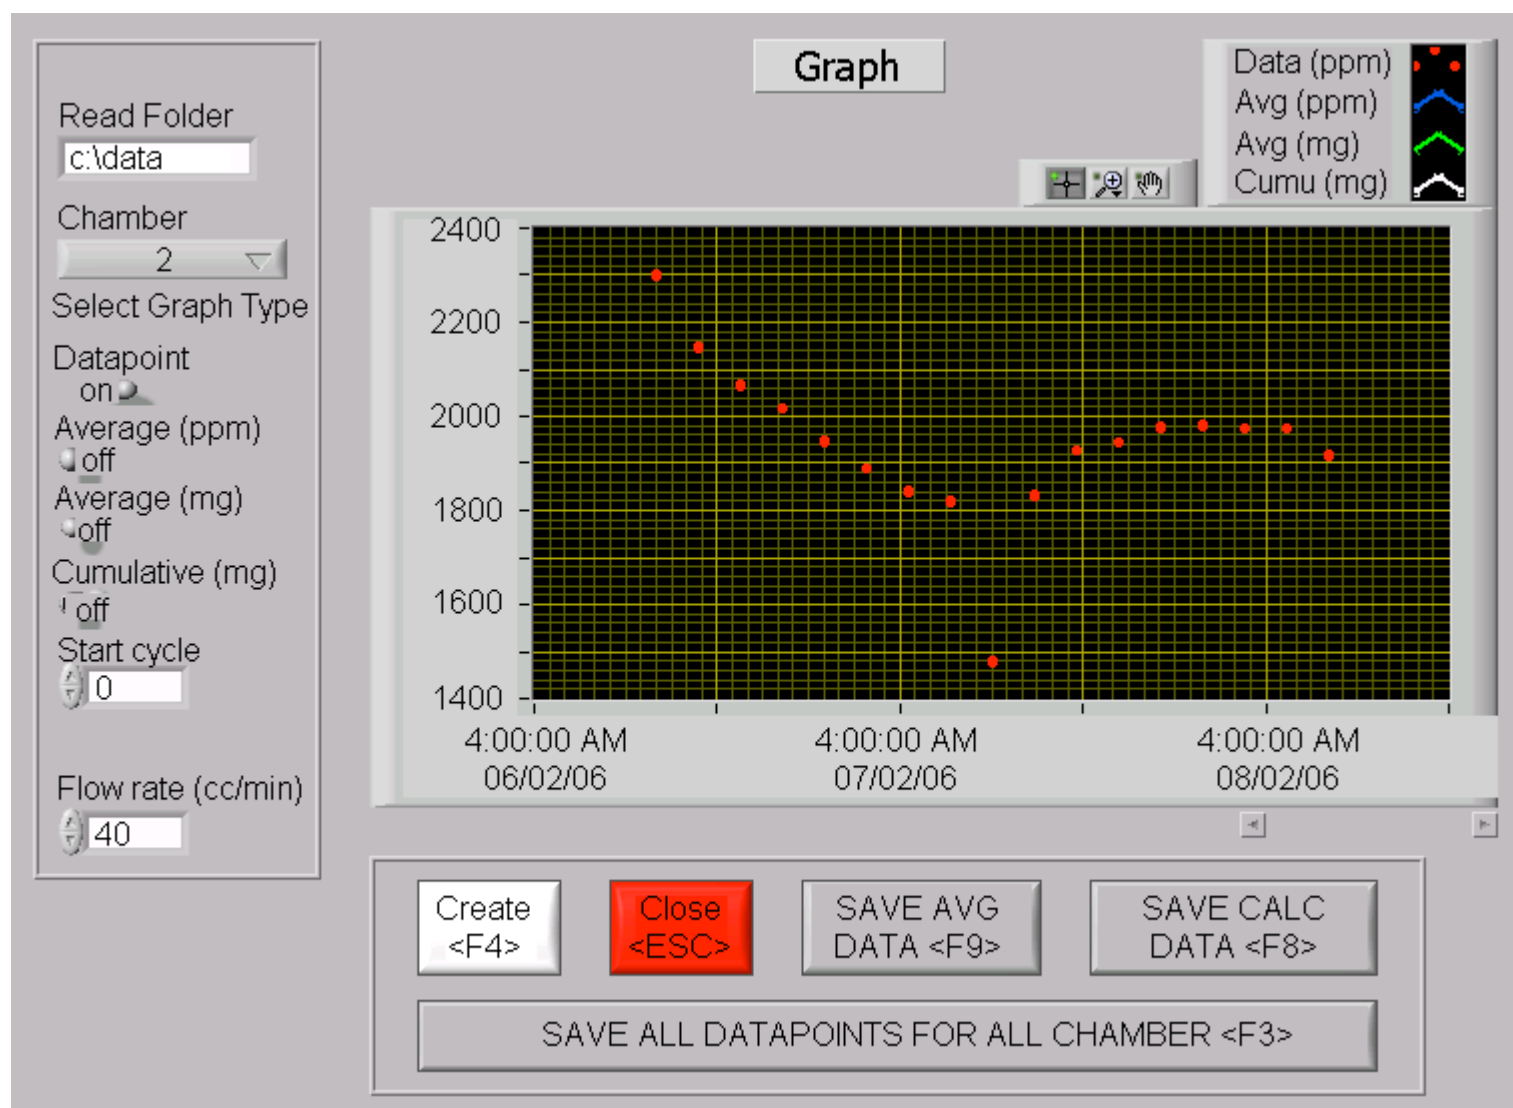 Graph
Data (ppm)
Avg (ppm)
Avg (mg)
Cumu (mg)
Read Folder
c:\data
Chamber
2
Select Graph Type
Datapoint
on
Average (ppm)
off
Average (mg)
off
Cumulative (mg)
off
Start cycle
0
Flow rate (cc/min)
40
2400
2200
2000
1800
1600
1400
4:00:00 AM
06/02/06
4:00:00 AM
07/02/06
4:00:00 AM
08/02/06
Create
<F4>
Close
<ESC>
SAVE AVG
DATA <F9>
SAVE CALC
DATA <F8>
SAVE ALL DATAPOINTS FOR ALL CHAMBER <F3>